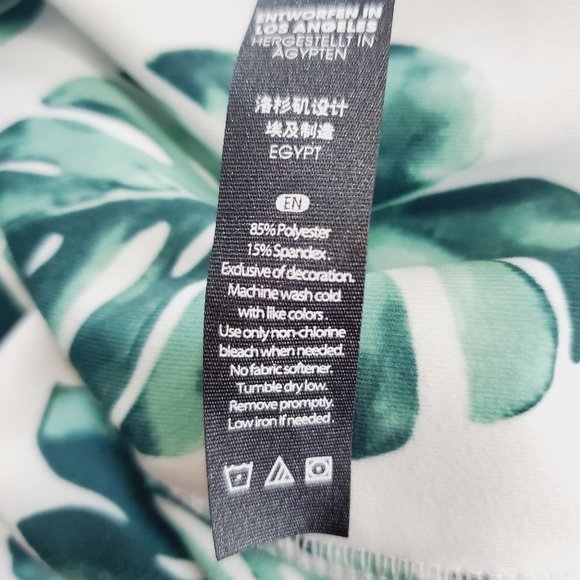 ENTWORFEN IN
LOS ANGELES
HERGESTELLT IN
ÄGYPTEN
洛杉矶设计
埃及制造
EGYPT
EN
85% Polyester
15% Spandex.
Exclusive of decoration.
Machine wash cold
with like colors.
Use only non-chlorine
bleach when needed.
No fabric softener.
Tumble dry low.
Remove promptly.
Low iron if needed.